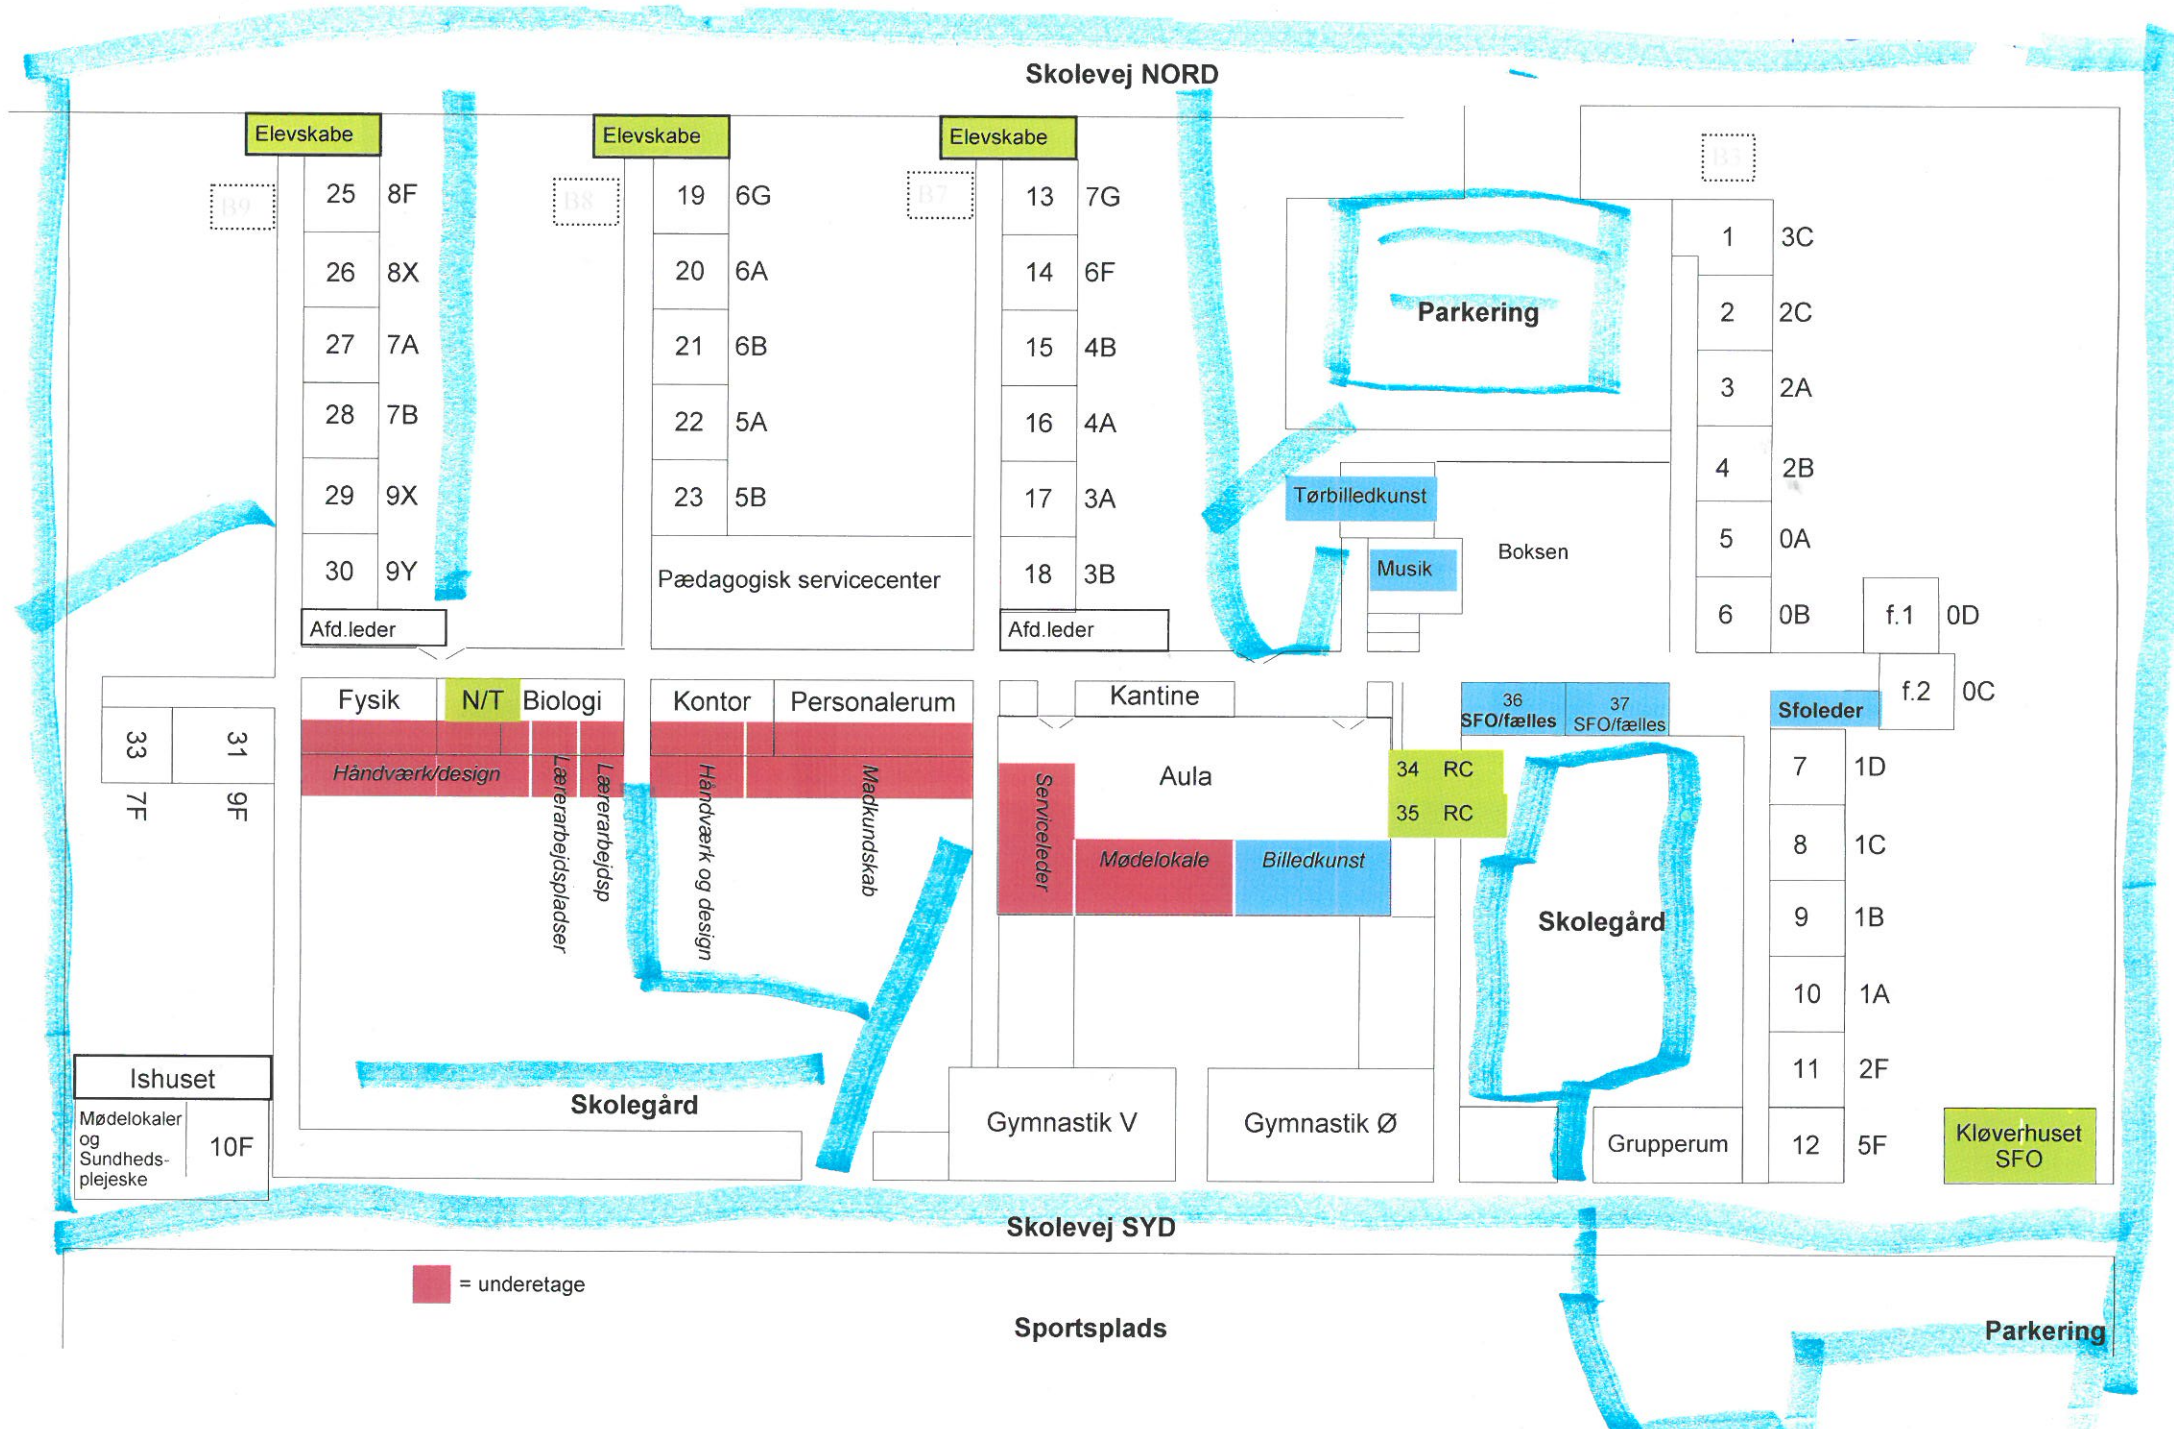 Skolevej NORD
Elevskabe
Elevskabe
Elevskabe
B9
B8
B7
B3
25 8F
26 8X
27 7A
28 7B
29 9X
30 9Y
Afd.leder
19 6G
20 6A
21 6B
22 5A
23 5B
Pædagogisk servicecenter
13 7G
14 6F
15 4B
16 4A
17 3A
18 3B
Afd.leder
Parkering
Tørbilledkunst
Musik
Boksen
1 3C
2 2C
3 2A
4 2B
5 0A
6 0B
f.1 0D
f.2 0C
33
7F
31
9F
Fysik
N/T
Biologi
Kontor
Personalerum
Håndværk/design
Lærerarbejdspladser
Lærerarbejdsp
Håndværk og design
Madkundskab
Kantine
Aula
Serviceleder
Mødelokale
Billedkunst
34 RC
35 RC
36
SFO/fælles
37
SFO/fælles
Sfoleder
7 1D
8 1C
9 1B
10 1A
11 2F
12 5F
Skolegård
Ishuset
Mødelokaler
og
Sundheds-
plejeske
10F
Skolegård
Gymnastik V
Gymnastik Ø
Grupperum
Kløverhuset
SFO
Skolevej SYD
= underetage
Sportsplads
Parkering